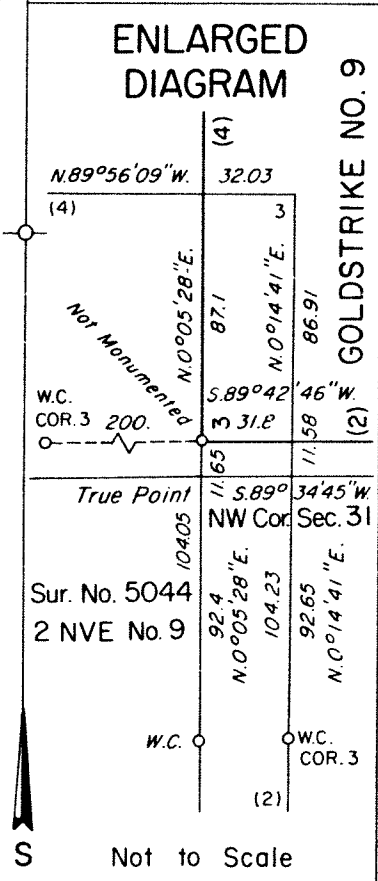 ENLARGED
DIAGRAM
GOLDSTRIKE NO. 9
(4)
N.89°56'09"W. 32.03
(4)
3
N.0°05'28"E.
87.1
N.0°14'41"E.
86.91
Not Monumented
S.89°42'46"W.
W.C.
COR. 3
200.
3 31.8
11.58
(2)
11.65
True Point
S.89°34'45"W.
NW Cor. Sec. 31
104.05
Sur. No. 5044
2 NVE No. 9
92.4
N.0°05'28"E.
104.23
92.65
N.0°14'41"E.
W.C.
W.C.
COR. 3
(2)
S
Not to Scale